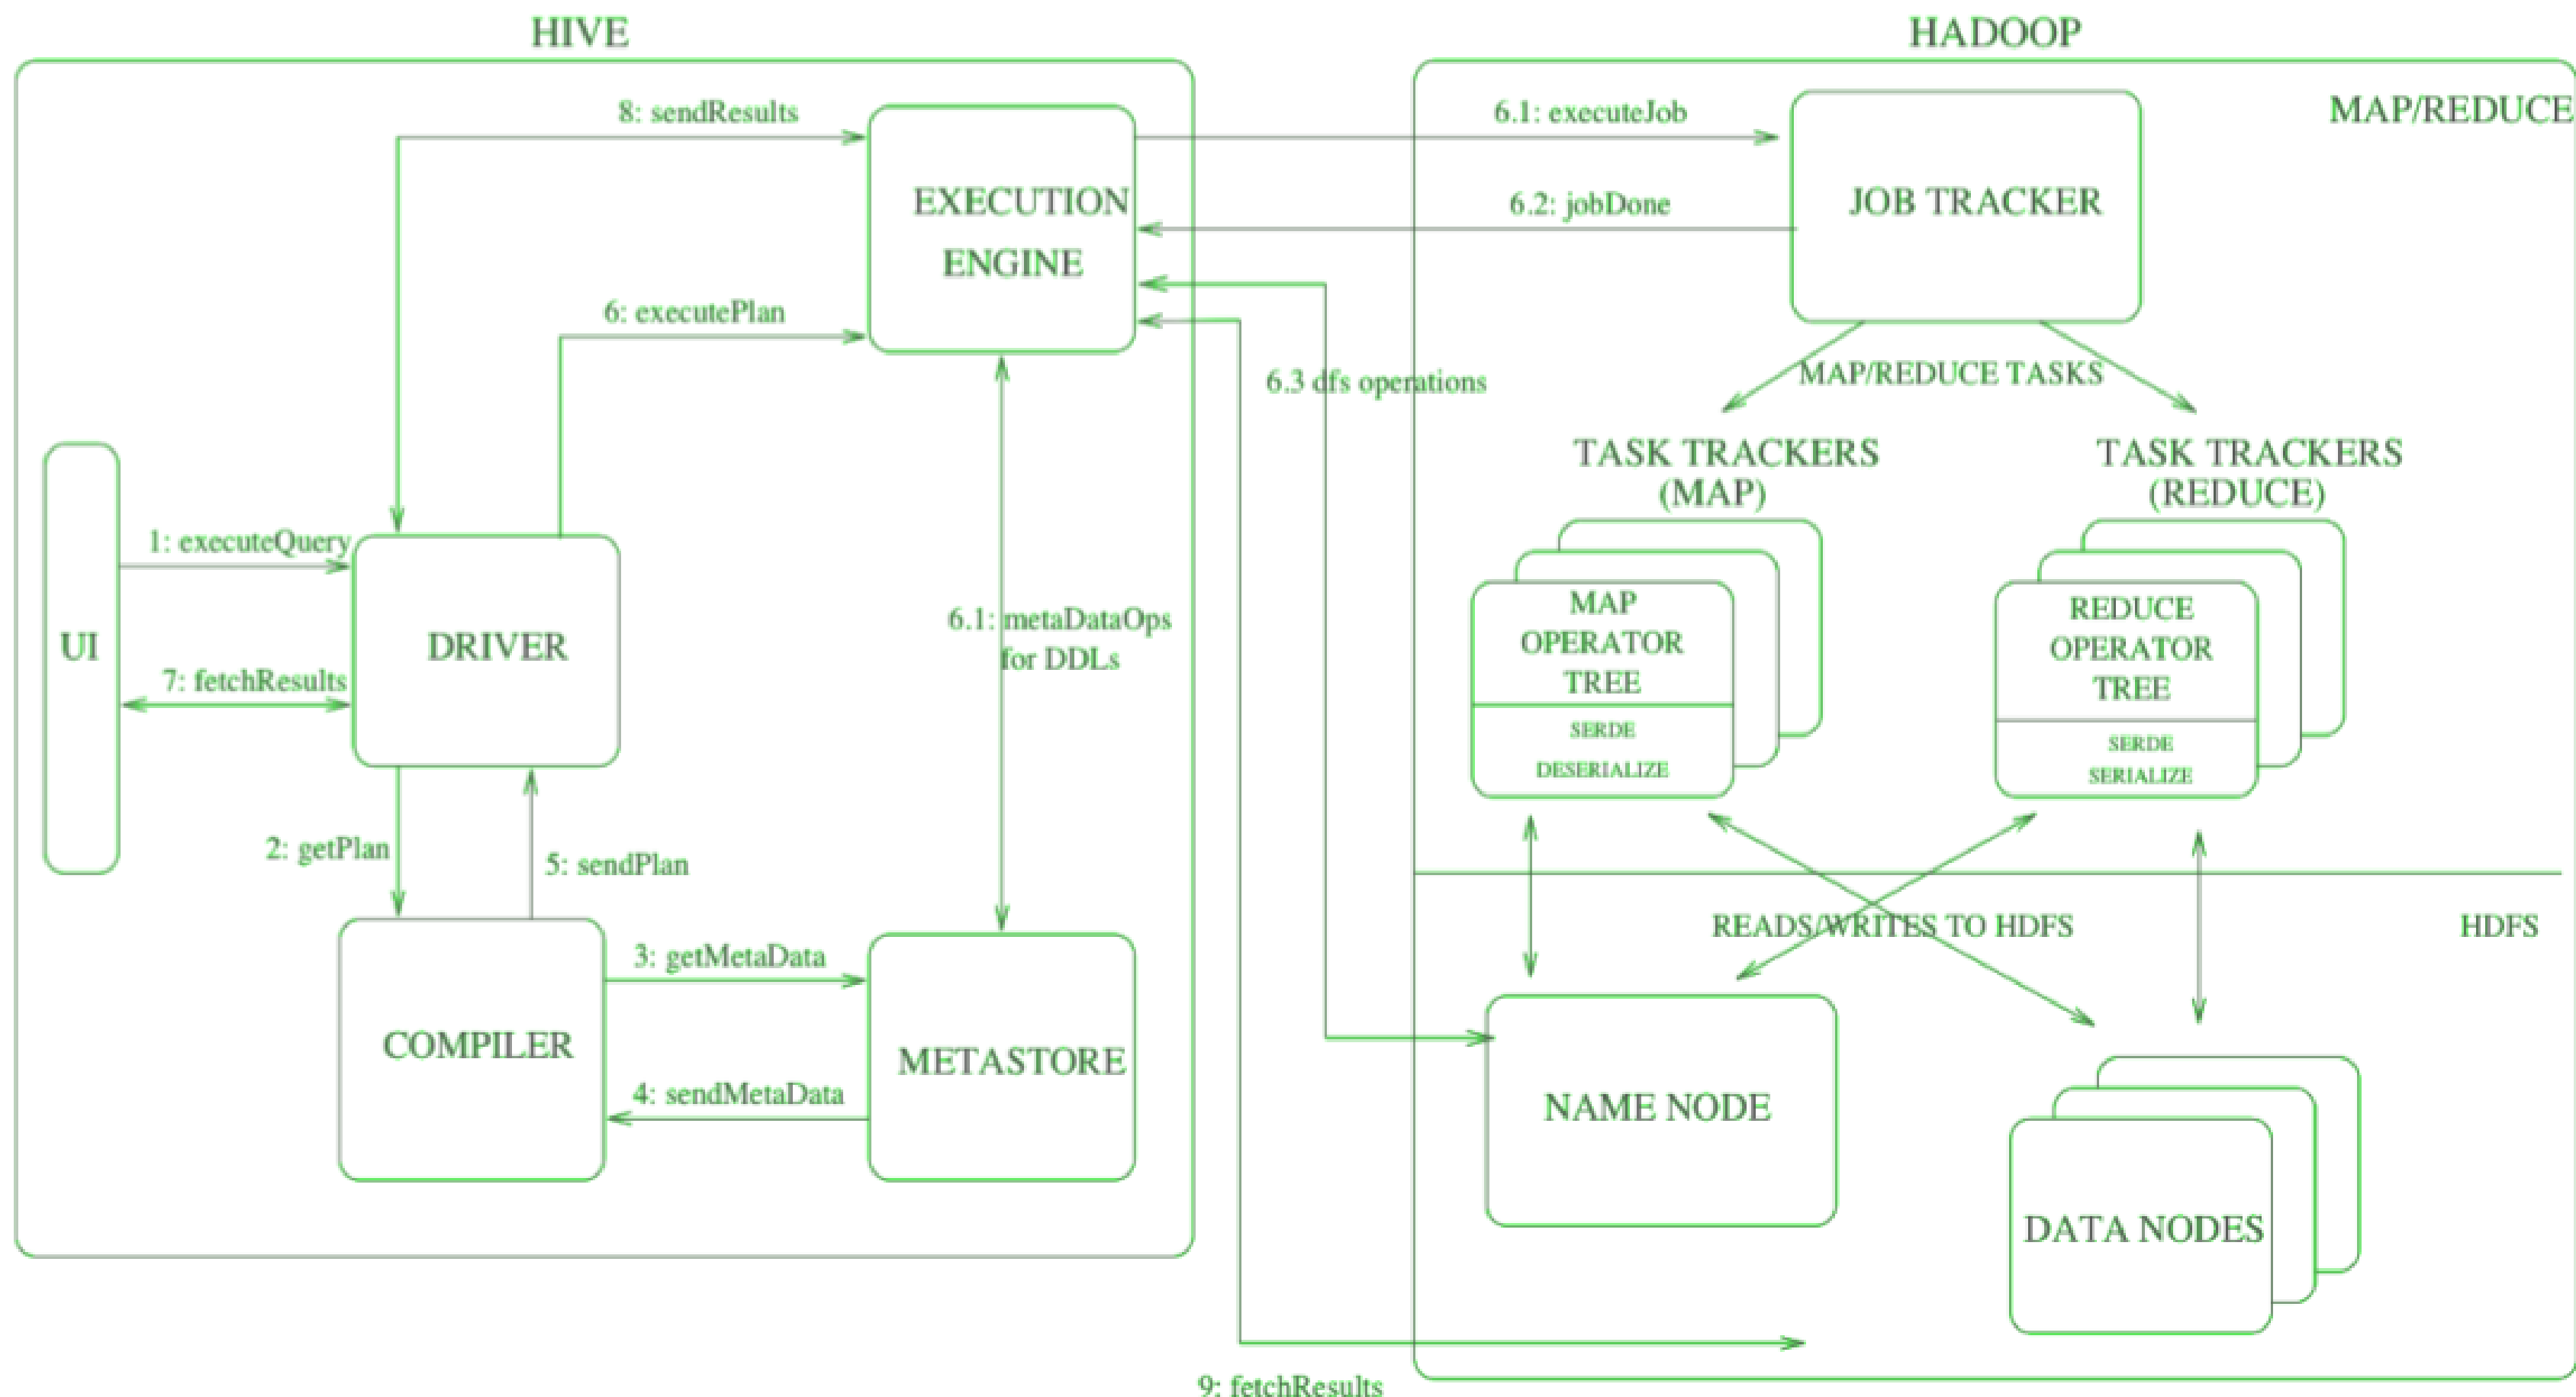 HIVE
HADOOP
MAP/REDUCE
8: sendResults
6.1: executeJob
EXECUTION
ENGINE
JOB TRACKER
6.2: jobDone
6: executePlan
6.3 dfs operations
MAP/REDUCE TASKS
TASK TRACKERS
(MAP)
TASK TRACKERS
(REDUCE)
1: executeQuery
UI
DRIVER
7: fetchResults
6.1: metaDataOps
for DDLs
MAP
OPERATOR
TREE
SERDE
DESERIALIZE
REDUCE
OPERATOR
TREE
SERDE
SERIALIZE
2: getPlan
5: sendPlan
READS/WRITES TO HDFS
HDFS
3: getMetaData
COMPILER
METASTORE
4: sendMetaData
NAME NODE
DATA NODES
9: fetchResults